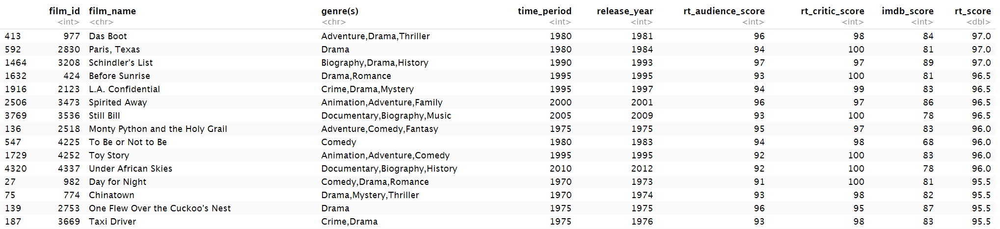 film_id film_name genre(s) time_period release_year rt_audience_score rt_critic_score imdb_score rt_score
<int> <chr> <chr> <int> <int> <int> <int> <int> <dbl>
413 977 Das Boot Adventure,Drama,Thriller 1980 1981 96 98 84 97.0
592 2830 Paris, Texas Drama 1980 1984 94 100 81 97.0
1464 3208 Schindler's List Biography,Drama,History 1990 1993 97 97 89 97.0
1632 424 Before Sunrise Drama,Romance 1995 1995 93 100 81 96.5
1916 2123 L.A. Confidential Crime,Drama,Mystery 1995 1997 94 99 83 96.5
2506 3473 Spirited Away Animation,Adventure,Family 2000 2001 96 97 86 96.5
3769 3536 Still Bill Documentary,Biography,Music 2005 2009 93 100 78 96.5
136 2518 Monty Python and the Holy Grail Adventure,Comedy,Fantasy 1975 1975 95 97 83 96.0
547 4225 To Be or Not to Be Comedy 1980 1983 94 98 68 96.0
1729 4252 Toy Story Animation,Adventure,Comedy 1995 1995 92 100 83 96.0
4320 4337 Under African Skies Documentary,Biography,History 2010 2012 92 100 78 96.0
27 982 Day for Night Comedy,Drama,Romance 1970 1973 91 100 81 95.5
75 774 Chinatown Drama,Mystery,Thriller 1970 1974 93 98 82 95.5
139 2753 One Flew Over the Cuckoo's Nest Drama 1975 1975 96 95 87 95.5
187 3669 Taxi Driver Crime,Drama 1975 1976 93 98 83 95.5